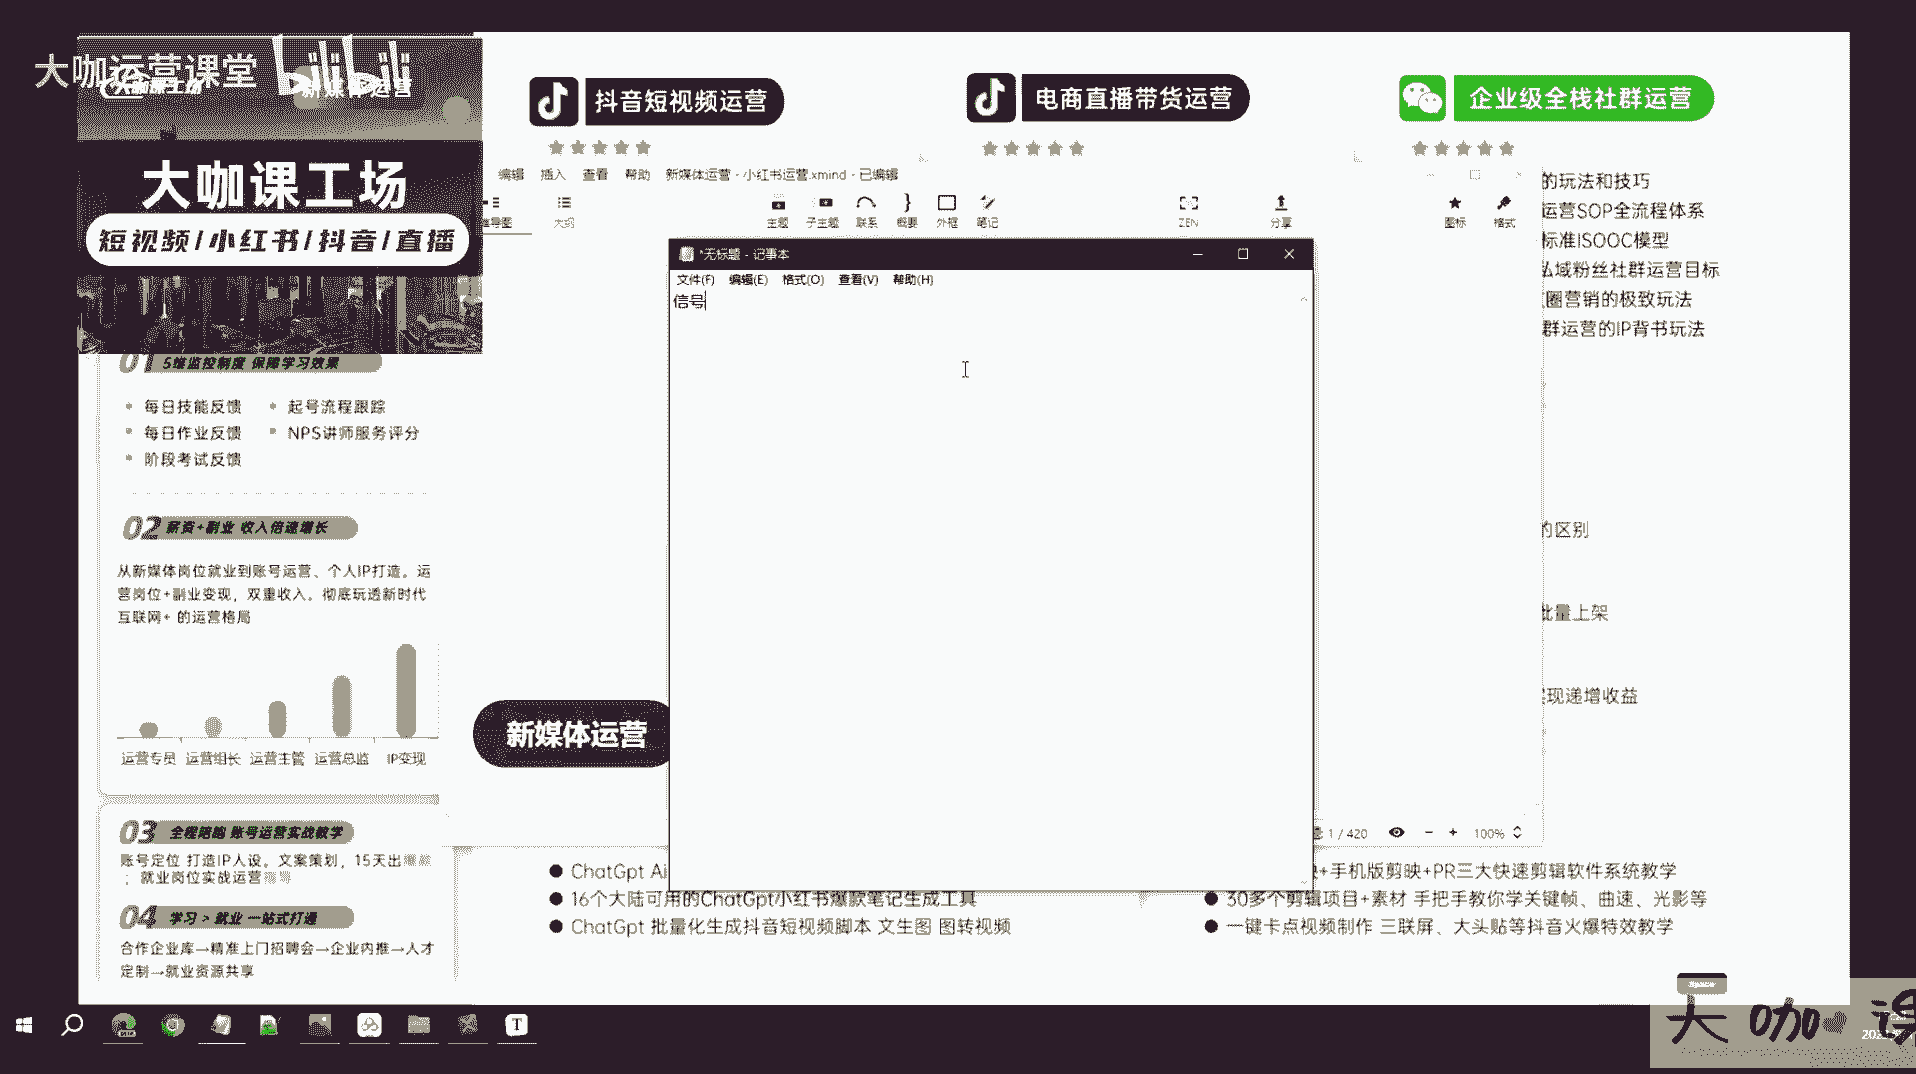 大咖运营课堂
bilibili
大咖课工场
新媒体运营
大咖课工场
短视频/小红书/抖音/直播
抖音短视频运营
电商直播带货运营
企业级全栈社群运营
编辑 插入 查看 帮助 新媒体运营 - 小红书运营.xmind - 已编辑
大纲
主题 子主题 联系 概要 外框 笔记
ZEN
分享
图标 格式
的玩法和技巧
运营SOP全流程体系
标准ISOOC模型
私域粉丝社群运营目标
圈营销的极致玩法
群运营的IP背书玩法
*无标题 - 记事本
文件(F) 编辑(E) 格式(O) 查看(V) 帮助(H)
信号
01 5维监控制度 保障学习效果
每日技能反馈
起号流程跟踪
每日作业反馈
NPS讲师服务评分
阶段考试反馈
02 薪资+副业 收入倍速增长
从新媒体岗位就业到账号运营、个人IP打造。运
营岗位+副业变现，双重收入。彻底玩透新时代
互联网+ 的运营格局
运营专员 运营组长 运营主管 运营总监 IP变现
的区别
批量上架
实现递增收益
新媒体运营
1 / 420
100%
03 全程陪跑 账号运营实战教学
账号定位 打造IP人设。文案策划，15天出
；就业岗位实战运营
04 学习 > 就业 一站式打通
合作企业库→精准上门招聘会→企业内推→人才
定制→就业资源共享
ChatGpt Ai
16个大陆可用的ChatGpt小红书爆款笔记生成工具
ChatGpt 批量化生成抖音短视频脚本 文生图 图转视频
+手机版剪映+PR三大快速剪辑软件系统教学
30多个剪辑项目+素材 手把手教你学关键帧、曲速、光影等
一键卡点视频制作 三联屏、大头贴等抖音火爆特效教学
Space
大咖 课